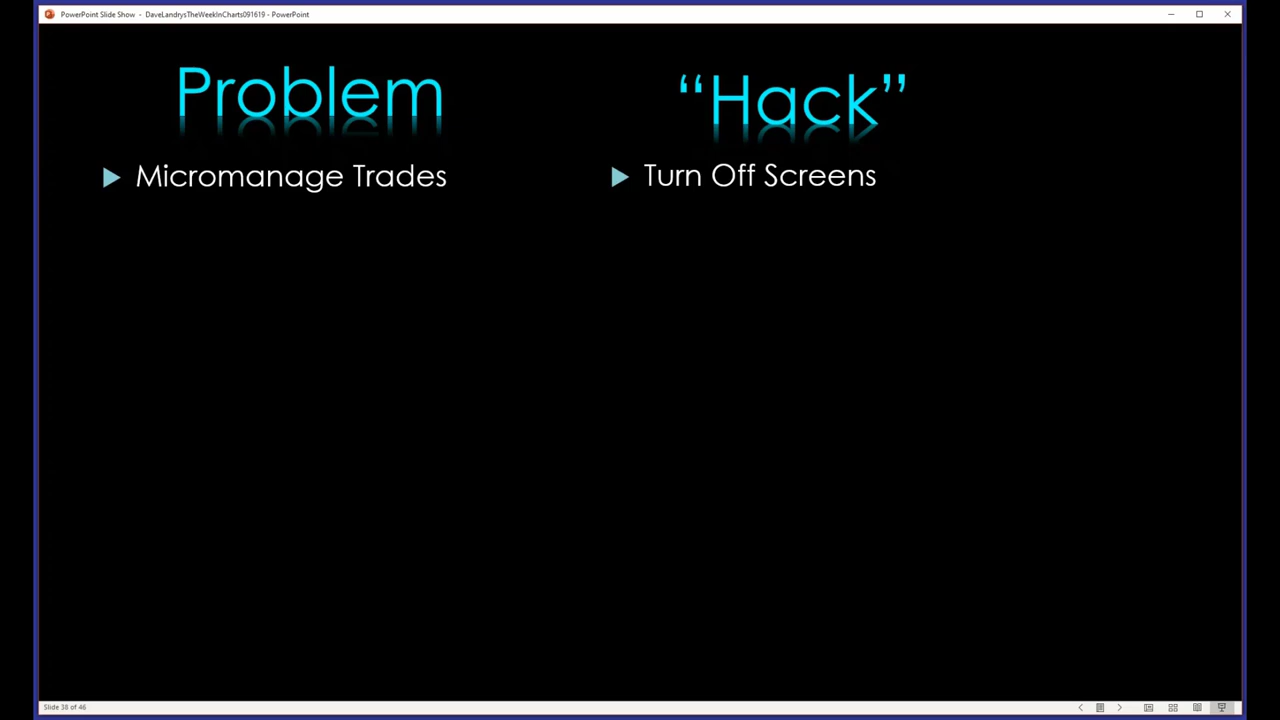 PowerPoint Slide Show - DaveLandrysTheWeekInCharts091619 - PowerPoint
Problem
“Hack”
Micromanage Trades
Turn Off Screens
Slide 38 of 46